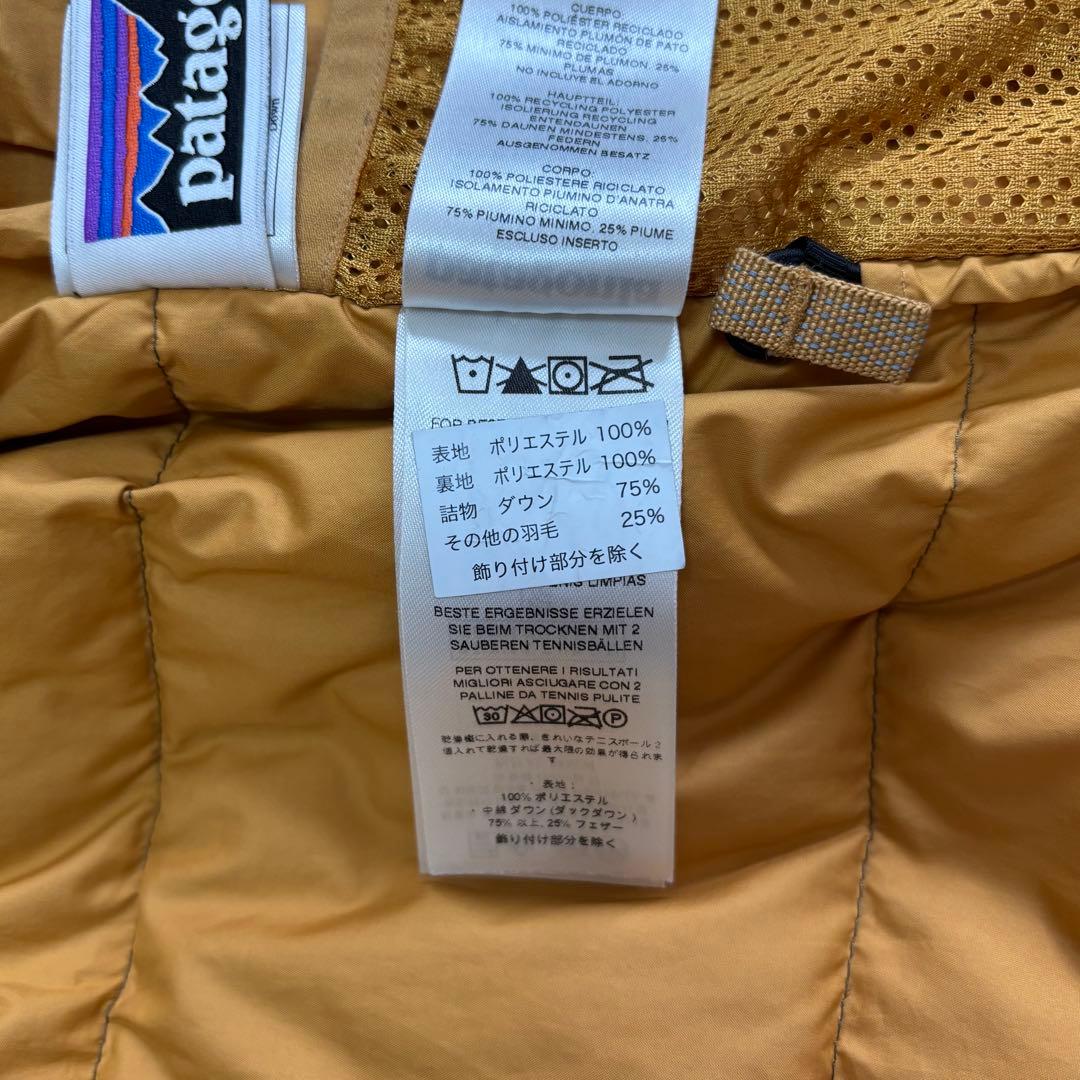 patago
CUERPO
100% POLIÉSTER RECICLADO
AISLAMIENTO PLUMÓN DE PATO
RECICLADO
75% MINIMO DE PLUMON, 25%
PLUMAS
NO INCLUYE EL ADORNO
HAUPTTEIL:
100% RECYCLING POLYESTER
ISOLIERUNG RECYCLING
ENTENDAUNEN
75% DAUNEN MINDESTENS, 25%
FEDERN
AUSGENOMMEN BESATZ
CORPO:
100% POLIESTERE RICICLATO
ISOLAMENTO PIUMINO D'ANATRA
RICICLATO
75% PIUMINO MINIMO, 25% PIUME
ESCLUSO INSERTO
FOR BEST
表地 ポリエステル 100%
裏地 ポリエステル 100%
詰物 ダウン 75%
その他の羽毛 25%
飾り付け部分を除く
LIMPIAS
BESTE ERGEBNISSE ERZIELEN
SIE BEIM TROCKNEN MIT 2
SAUBEREN TENNISBÄLLEN
PER OTTENERE I RISULTATI
MIGLIORI ASCIUGARE CON 2
PALLINE DA TENNIS PULITE
30 P
乾燥機に入れる際、きれいなテニスボール2
個入れて乾燥すれば最大限の効果が得られま
す
・表地:
100% ポリエステル
・中綿ダウン(ダックダウン)
75% 以上, 25% フェザー
飾り付け部分を除く